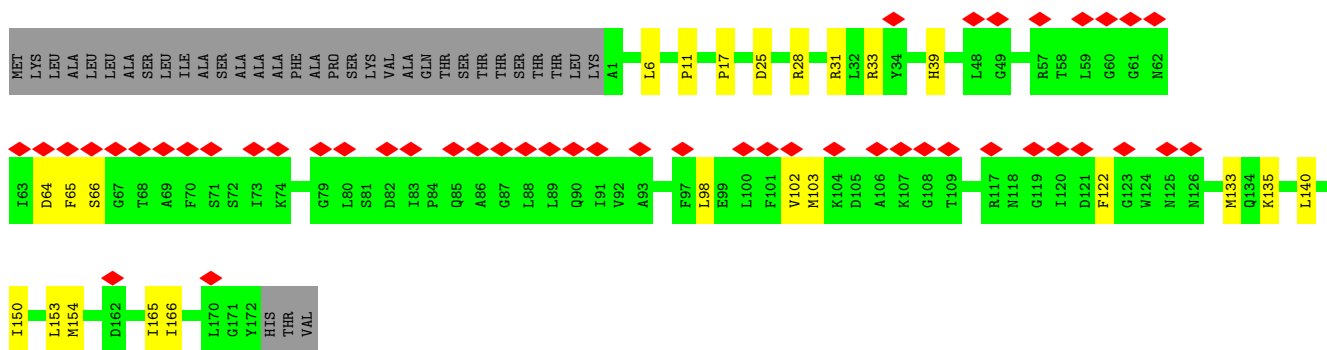 MET LYS LEU ALA LEU LEU ALA SER LEU ILE ALA SER ALA ALA ALA PHE ALA PRO SER LYS VAL ALA GLN THR SER THR THR SER THR THR LEU LYS A1 L6 P11 P17 D25 R28 R31 L32 R33 Y34 H39 L48 G49 R57 T58 L59 G60 G61 N62
I63 D64 F65 S66 G67 T68 A69 F70 S71 S72 I73 K74 G79 L80 S81 D82 I83 P84 Q85 A86 G87 L88 L89 Q90 I91 V92 A93 F97 L98 E99 L100 F101 V102 M103 K104 D105 A106 K107 G108 T109 R117 N118 G119 I120 D121 F122 G123 W124 N125 N126 M133 Q134 K135 L140
I150 L153 M154 D162 I165 I166 L170 G171 Y172 HIS THR VAL